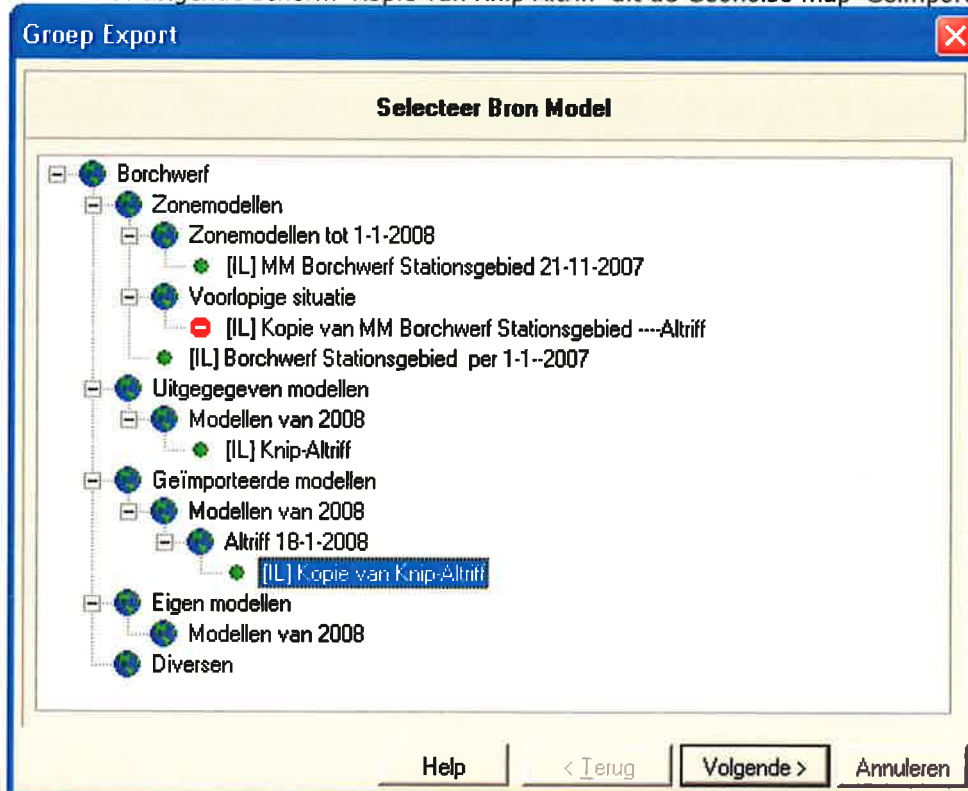 Groep Export
Selecteer Bron Model
Borchwerf
Zonemodellen
Zonemodellen tot 1-1-2008
[IL] MM Borchwerf Stationsgebied 21-11-2007
Voorlopige situatie
[IL] Kopie van MM Borchwerf Stationsgebied ----Altriff
[IL] Borchwerf Stationsgebied per 1-1--2007
Uitgegegeven modellen
Modellen van 2008
[IL] Knip-Altriff
Geïmporteerde modellen
Modellen van 2008
Altriff 18-1-2008
[IL] Kopie van Knip-Altriff
Eigen modellen
Modellen van 2008
Diversen
Help < Terug Volgende > Annuleren